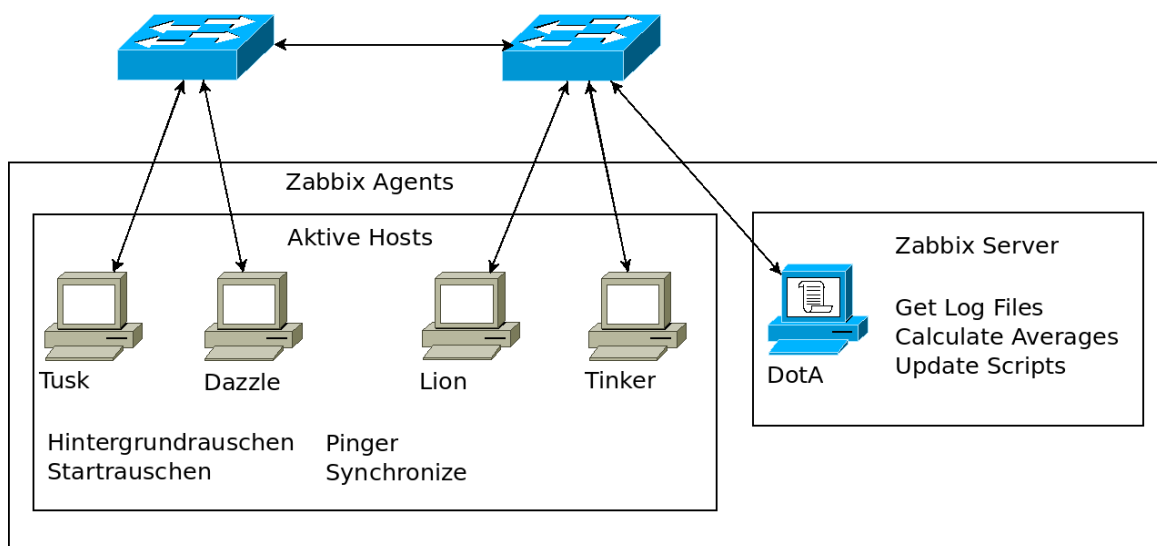 Zabbix Agents
Aktive Hosts
Zabbix Server
Get Log Files
Calculate Averages
Update Scripts
Tusk
Dazzle
Lion
Tinker
DotA
Hintergrundrauschen
Startrauschen
Pinger
Synchronize